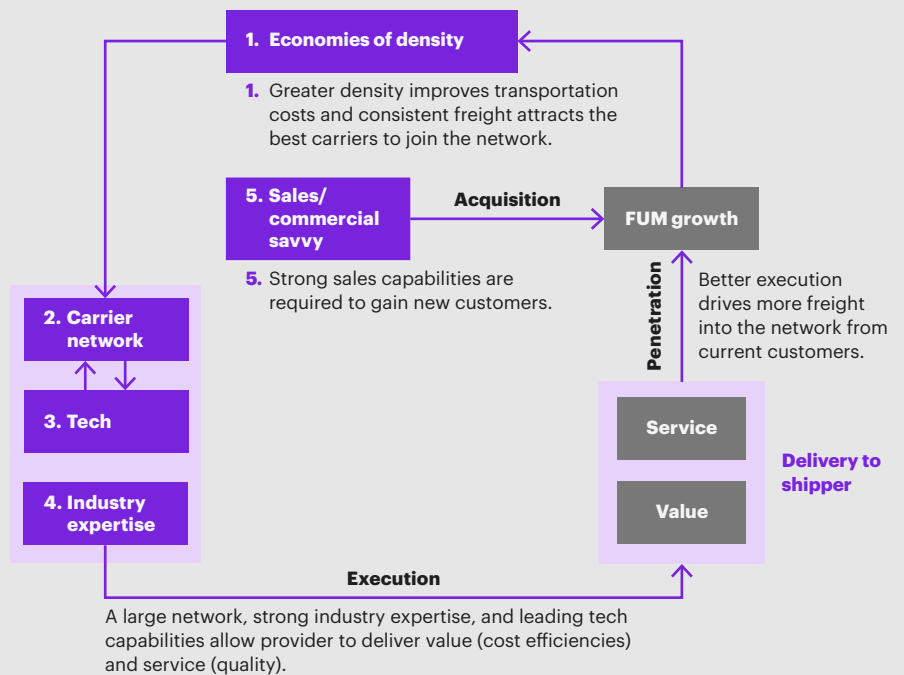 1. Economies of density
1. Greater density improves transportation
costs and consistent freight attracts the
best carriers to join the network.
5. Sales/
commercial
savvy
Acquisition
FUM growth
5. Strong sales capabilities are
required to gain new customers.
Penetration
Better execution
drives more freight
into the network from
current customers.
2. Carrier
network
3. Tech
4. Industry
expertise
Service
Value
Delivery to
shipper
Execution
A large network, strong industry expertise, and leading tech
capabilities allow provider to deliver value (cost efficiencies)
and service (quality).